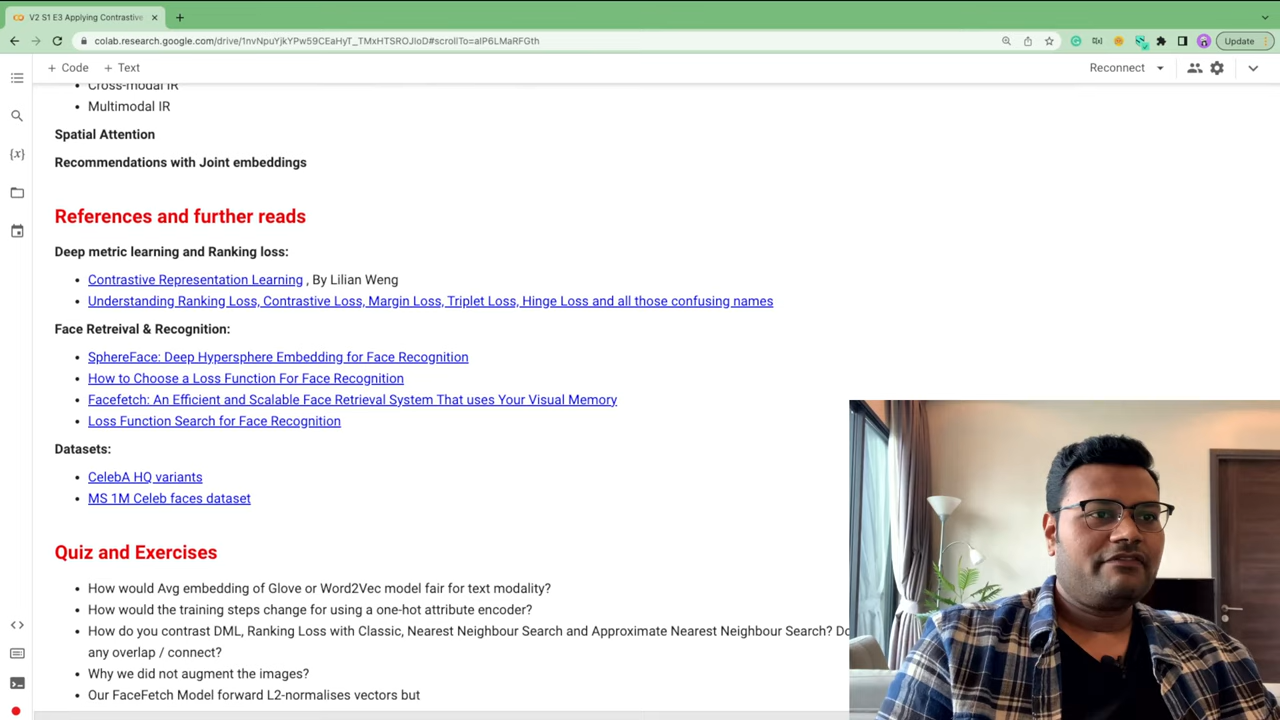 V2 S1 E3 Applying Contrastive
colab.research.google.com/drive/1nvNpuYjkYPw59CEaHyT_TMxHTSROJIoD#scrollTo=aIP6LMaRFGth
Update
+ Code + Text
Reconnect
Cross-modal IR
Multimodal IR
Spatial Attention
Recommendations with Joint embeddings
References and further reads
Deep metric learning and Ranking loss:
Contrastive Representation Learning , By Lilian Weng
Understanding Ranking Loss, Contrastive Loss, Margin Loss, Triplet Loss, Hinge Loss and all those confusing names
Face Retreival & Recognition:
SphereFace: Deep Hypersphere Embedding for Face Recognition
How to Choose a Loss Function For Face Recognition
Facefetch: An Efficient and Scalable Face Retrieval System That uses Your Visual Memory
Loss Function Search for Face Recognition
Datasets:
CelebA HQ variants
MS 1M Celeb faces dataset
Quiz and Exercises
How would Avg embedding of Glove or Word2Vec model fair for text modality?
How would the training steps change for using a one-hot attribute encoder?
How do you contrast DML, Ranking Loss with Classic, Nearest Neighbour Search and Approximate Nearest Neighbour Search? Do
any overlap / connect?
Why we did not augment the images?
Our FaceFetch Model forward L2-normalises vectors but